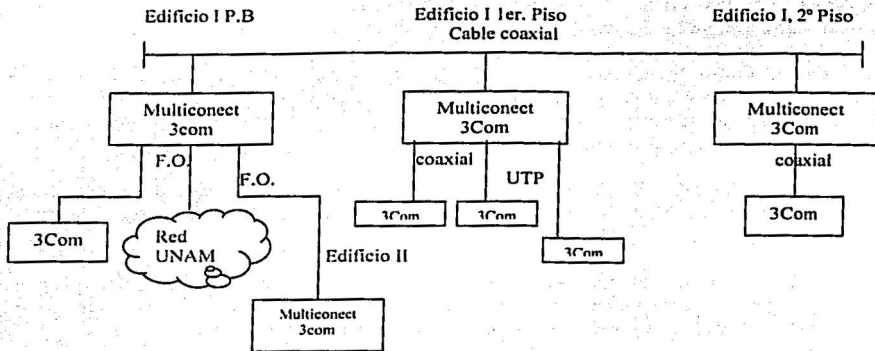 Edificio I P.B
Edificio I 1er. Piso
Edificio I, 2º Piso
Cable coaxial
Multiconect
3com
Multiconect
3Com
Multiconect
3Com
F.O.
F.O.
coaxial
UTP
coaxial
3Com
Red
UNAM
Edificio II
3Com
3Com
3Com
3Com
Multiconect
3com